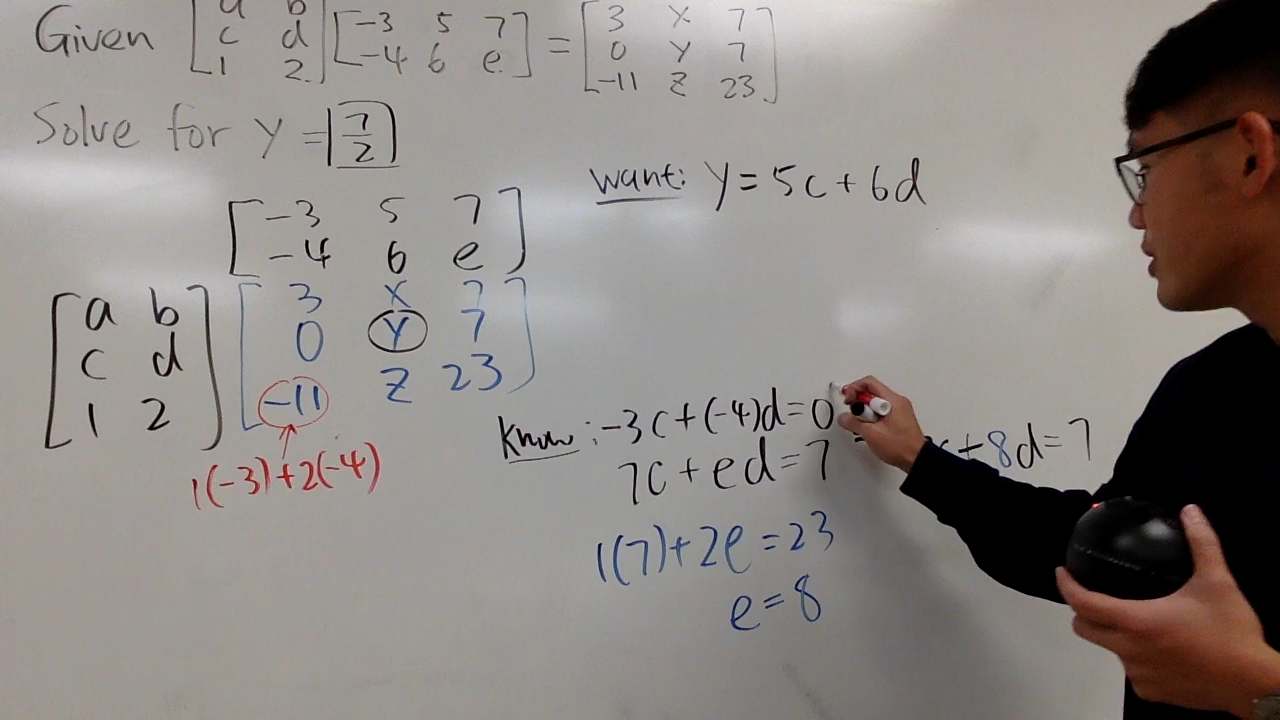 Given [a b; c d; 1 2] [-3 5 7; -4 6 e] = [3 x 7; 0 y 7; -11 z 23]
Solve for y = 7/2
want: y = 5c + 6d
[-3 5 7
-4 6 e]
[a b
c d
1 2]
[3 x 7
0 y 7
-11 z 23]
1(-3)+2(-4)
Know: -3c+(-4)d=0
7c+ed=7
+8d=7
1(7)+2e=23
e=8